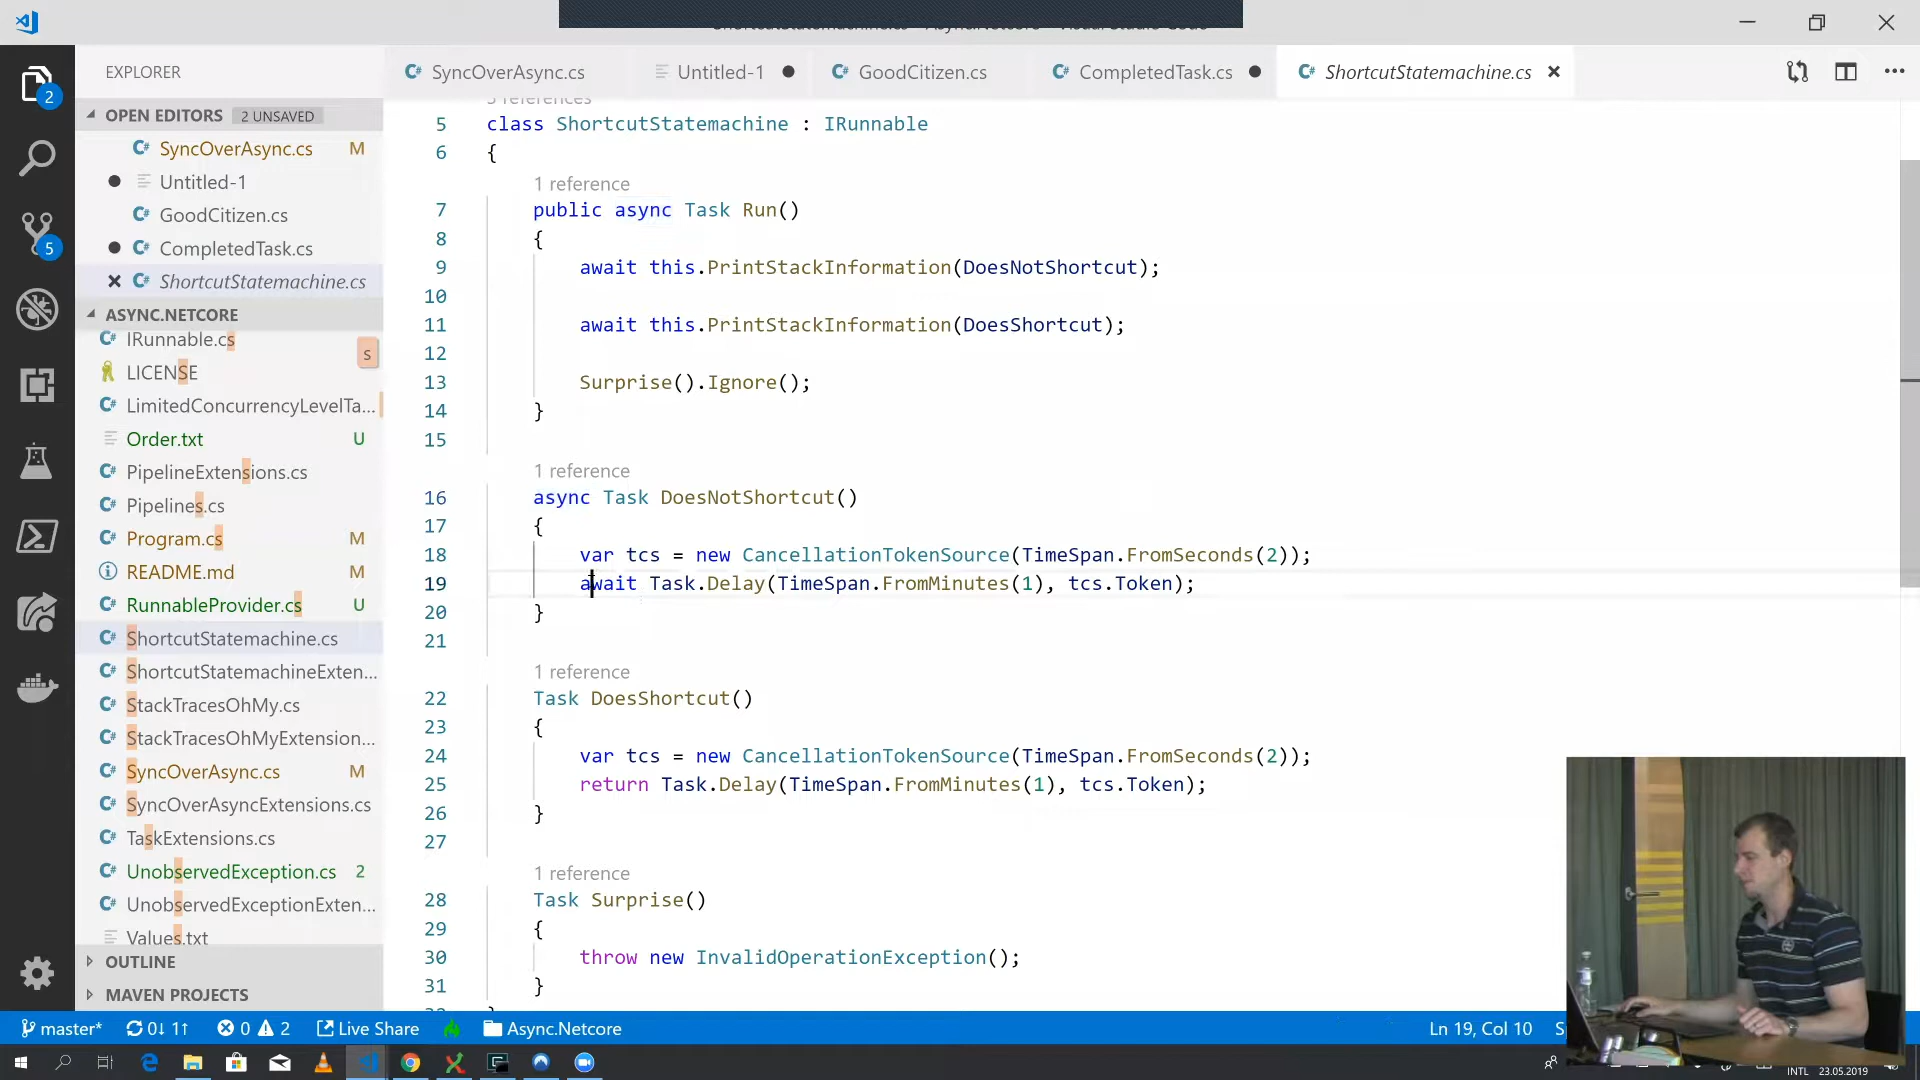 EXPLORER
SyncOverAsync.cs
Untitled-1
GoodCitizen.cs
CompletedTask.cs
ShortcutStatemachine.cs
2
5
OPEN EDITORS 2 UNSAVED
SyncOverAsync.cs M
Untitled-1
GoodCitizen.cs
CompletedTask.cs
ShortcutStatemachine.cs
ASYNC.NETCORE
s
IRunnable.cs
LICENSE
LimitedConcurrencyLevelTa...
Order.txt U
PipelineExtensions.cs
Pipelines.cs
Program.cs M
README.md M
RunnableProvider.cs U
ShortcutStatemachine.cs
ShortcutStatemachineExten...
StackTracesOhMy.cs
StackTracesOhMyExtension...
SyncOverAsync.cs M
SyncOverAsyncExtensions.cs
TaskExtensions.cs
UnobservedException.cs 2
UnobservedExceptionExten...
Values.txt
OUTLINE
MAVEN PROJECTS
references
5 class ShortcutStatemachine : IRunnable
6 {
1 reference
7 public async Task Run()
8 {
9 await this.PrintStackInformation(DoesNotShortcut);
10
11 await this.PrintStackInformation(DoesShortcut);
12
13 Surprise().Ignore();
14 }
15
1 reference
16 async Task DoesNotShortcut()
17 {
18 var tcs = new CancellationTokenSource(TimeSpan.FromSeconds(2));
19 await Task.Delay(TimeSpan.FromMinutes(1), tcs.Token);
20 }
21
1 reference
22 Task DoesShortcut()
23 {
24 var tcs = new CancellationTokenSource(TimeSpan.FromSeconds(2));
25 return Task.Delay(TimeSpan.FromMinutes(1), tcs.Token);
26 }
27
1 reference
28 Task Surprise()
29 {
30 throw new InvalidOperationException();
31 }
master* 0↓ 1↑ 0 2 Live Share Async.Netcore Ln 19, Col 10 S
INTL 23.05.2019